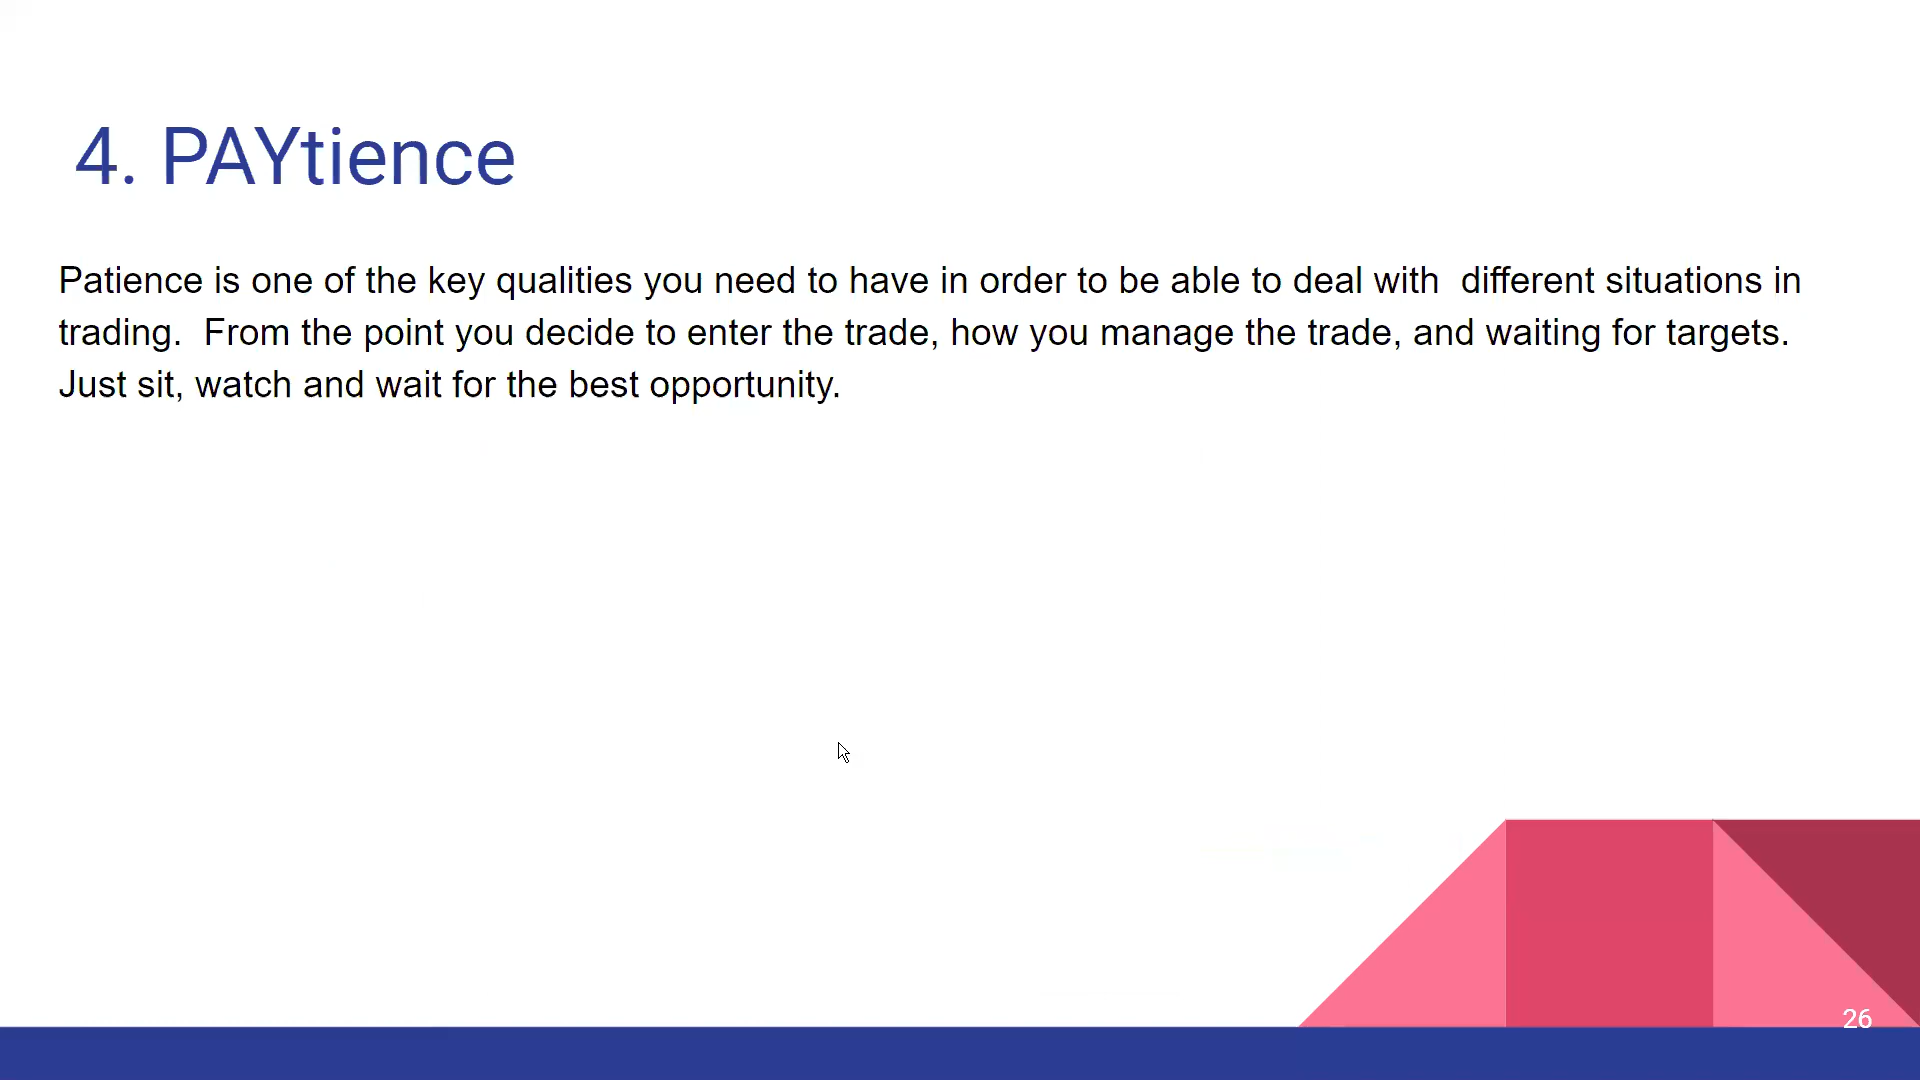 4. PAYtience
Patience is one of the key qualities you need to have in order to be able to deal with  different situations in
trading.  From the point you decide to enter the trade, how you manage the trade, and waiting for targets.
Just sit, watch and wait for the best opportunity.
26